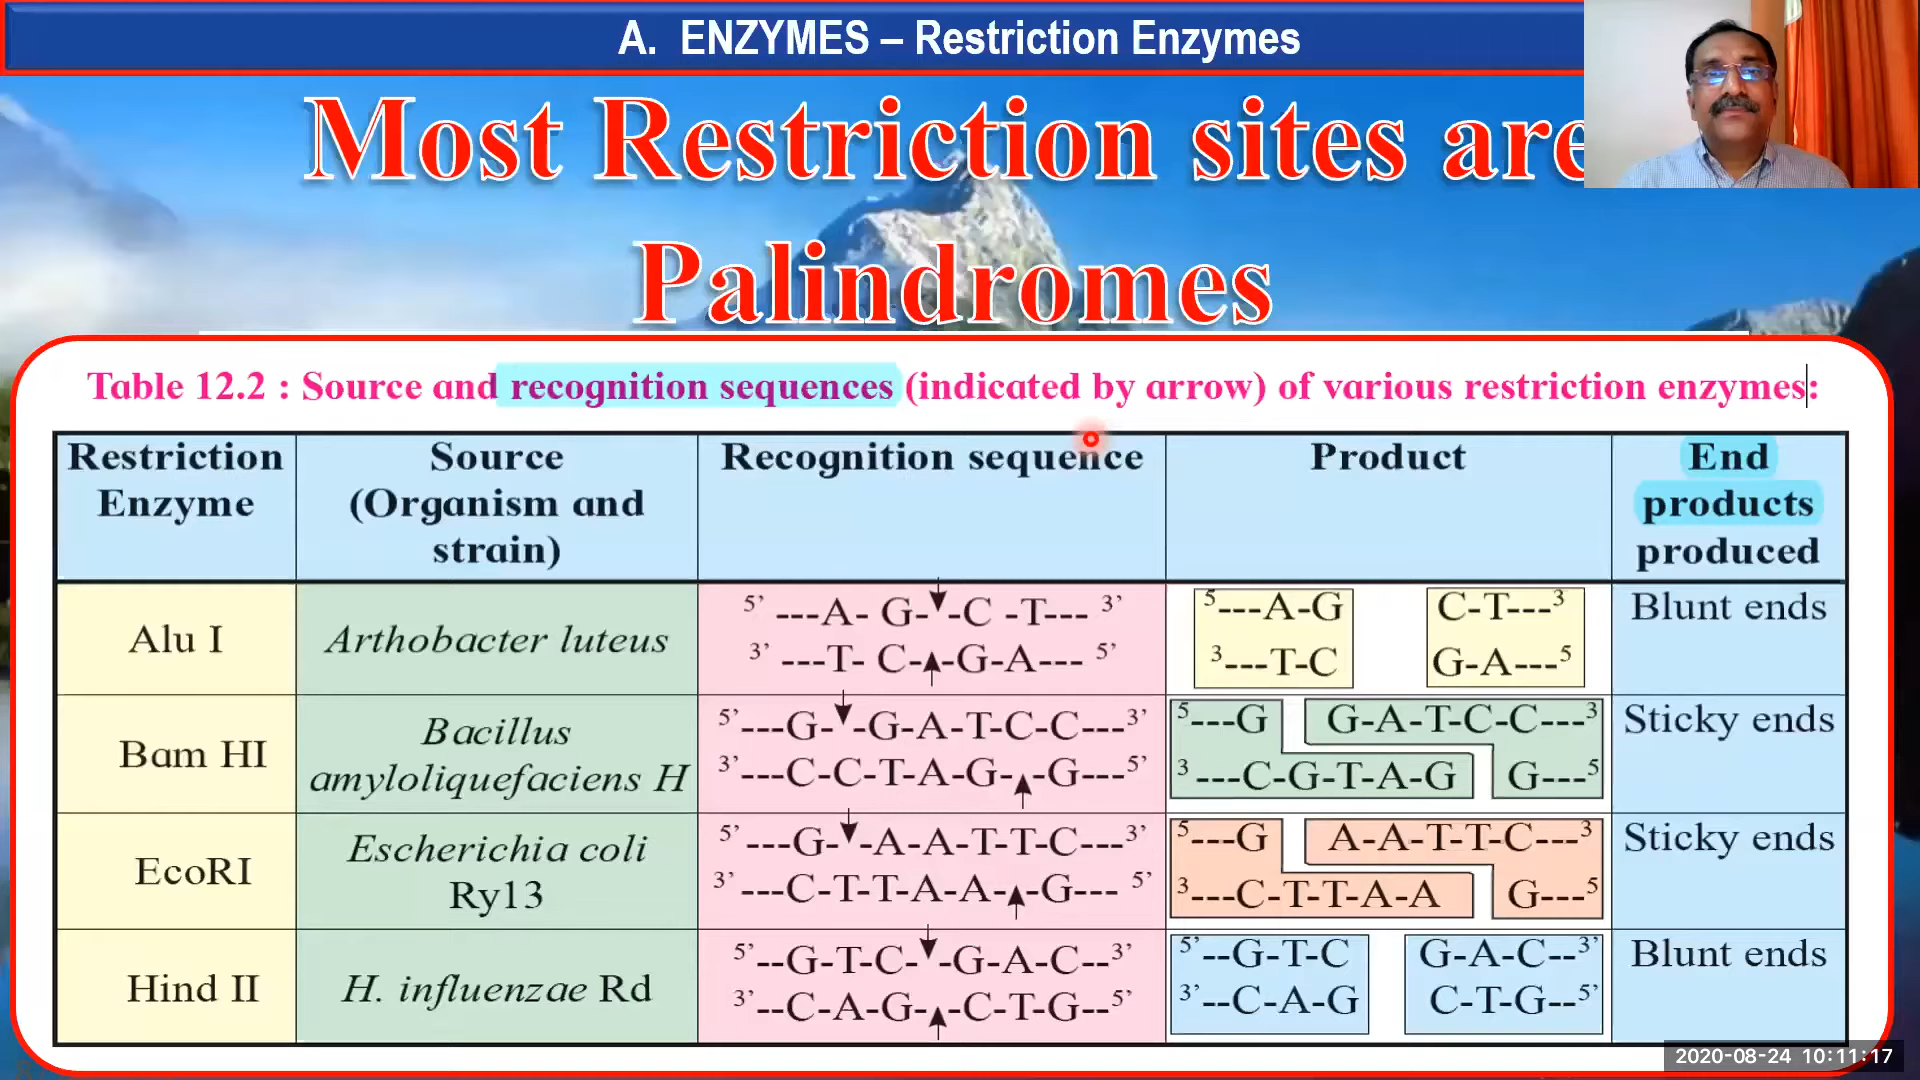 A. ENZYMES – Restriction Enzymes
Most Restriction sites are
Palindromes
Table 12.2 : Source and recognition sequences (indicated by arrow) of various restriction enzymes:
Restriction Enzyme
Source (Organism and strain)
Recognition sequence
Product
End products produced
Alu I
Arthobacter luteus
5’ ---A- G- -C -T--- 3’
3’ ---T- C- -G-A--- 5’
5---A-G
3---T-C
C-T---3
G-A---5
Blunt ends
Bam HI
Bacillus
amyloliquefaciens H
5’---G- -G-A-T-C-C---3’
3’---C-C-T-A-G- -G---5’
5---G
G-A-T-C-C---3
3---C-G-T-A-G
G---5
Sticky ends
EcoRI
Escherichia coli
Ry13
5’ ---G- -A-A-T-T-C---3’
3’ ---C-T-T-A-A- -G--- 5’
5---G
A-A-T-T-C---3
3---C-T-T-A-A
G---5
Sticky ends
Hind II
H. influenzae Rd
5’--G-T-C- -G-A-C--3’
3’--C-A-G- -C-T-G--5’
5’--G-T-C
3’--C-A-G
G-A-C--3’
C-T-G--5’
Blunt ends
2020-08-24 10:11:17